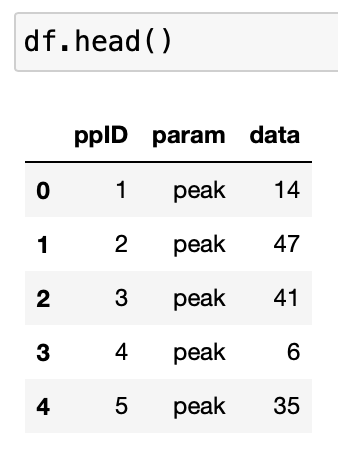 df.head()
ppID param data
0 1 peak 14
1 2 peak 47
2 3 peak 41
3 4 peak 6
4 5 peak 35